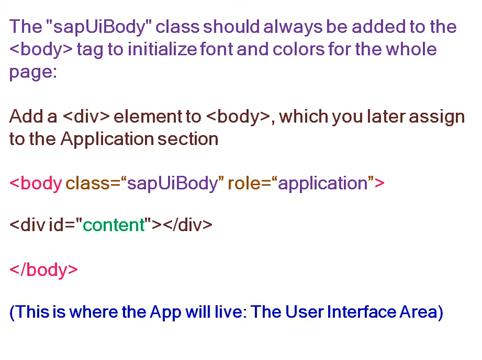 The "sapUiBody" class should always be added to the
<body> tag to initialize font and colors for the whole
page:
Add a <div> element to <body>, which you later assign
to the Application section
<body class=“sapUiBody” role=“application”>
<div id="content"></div>
</body>
(This is where the App will live: The User Interface Area)